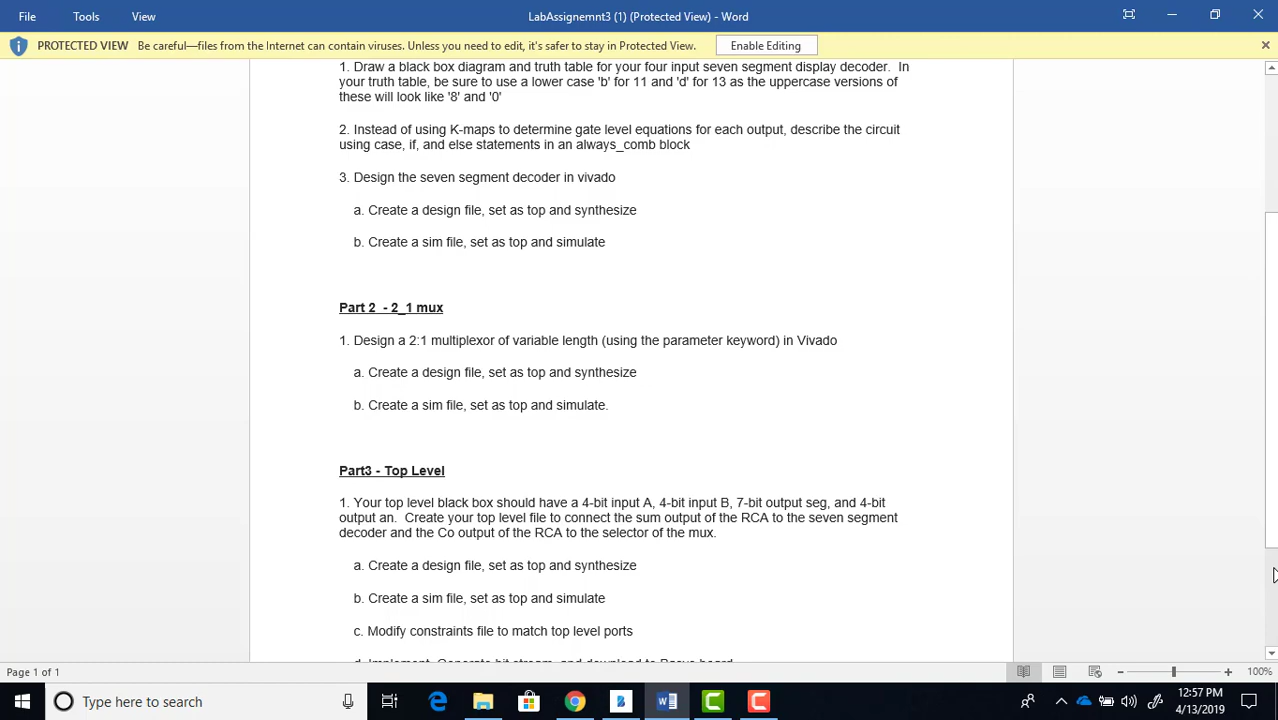 File Tools View LabAssignemnt3 (1) (Protected View) - Word
PROTECTED VIEW Be careful—files from the Internet can contain viruses. Unless you need to edit, it's safer to stay in Protected View. Enable Editing
1. Draw a black box diagram and truth table for your four input seven segment display decoder. In
your truth table, be sure to use a lower case 'b' for 11 and 'd' for 13 as the uppercase versions of
these will look like '8' and '0'
2. Instead of using K-maps to determine gate level equations for each output, describe the circuit
using case, if, and else statements in an always_comb block
3. Design the seven segment decoder in vivado
a. Create a design file, set as top and synthesize
b. Create a sim file, set as top and simulate
Part 2 - 2_1 mux
1. Design a 2:1 multiplexor of variable length (using the parameter keyword) in Vivado
a. Create a design file, set as top and synthesize
b. Create a sim file, set as top and simulate.
Part3 - Top Level
1. Your top level black box should have a 4-bit input A, 4-bit input B, 7-bit output seg, and 4-bit
output an. Create your top level file to connect the sum output of the RCA to the seven segment
decoder and the Co output of the RCA to the selector of the mux.
a. Create a design file, set as top and synthesize
b. Create a sim file, set as top and simulate
c. Modify constraints file to match top level ports
d. Implement, Generate bit stream, and download to Basys board
Page 1 of 1 100%
Type here to search 12:57 PM
4/13/2019